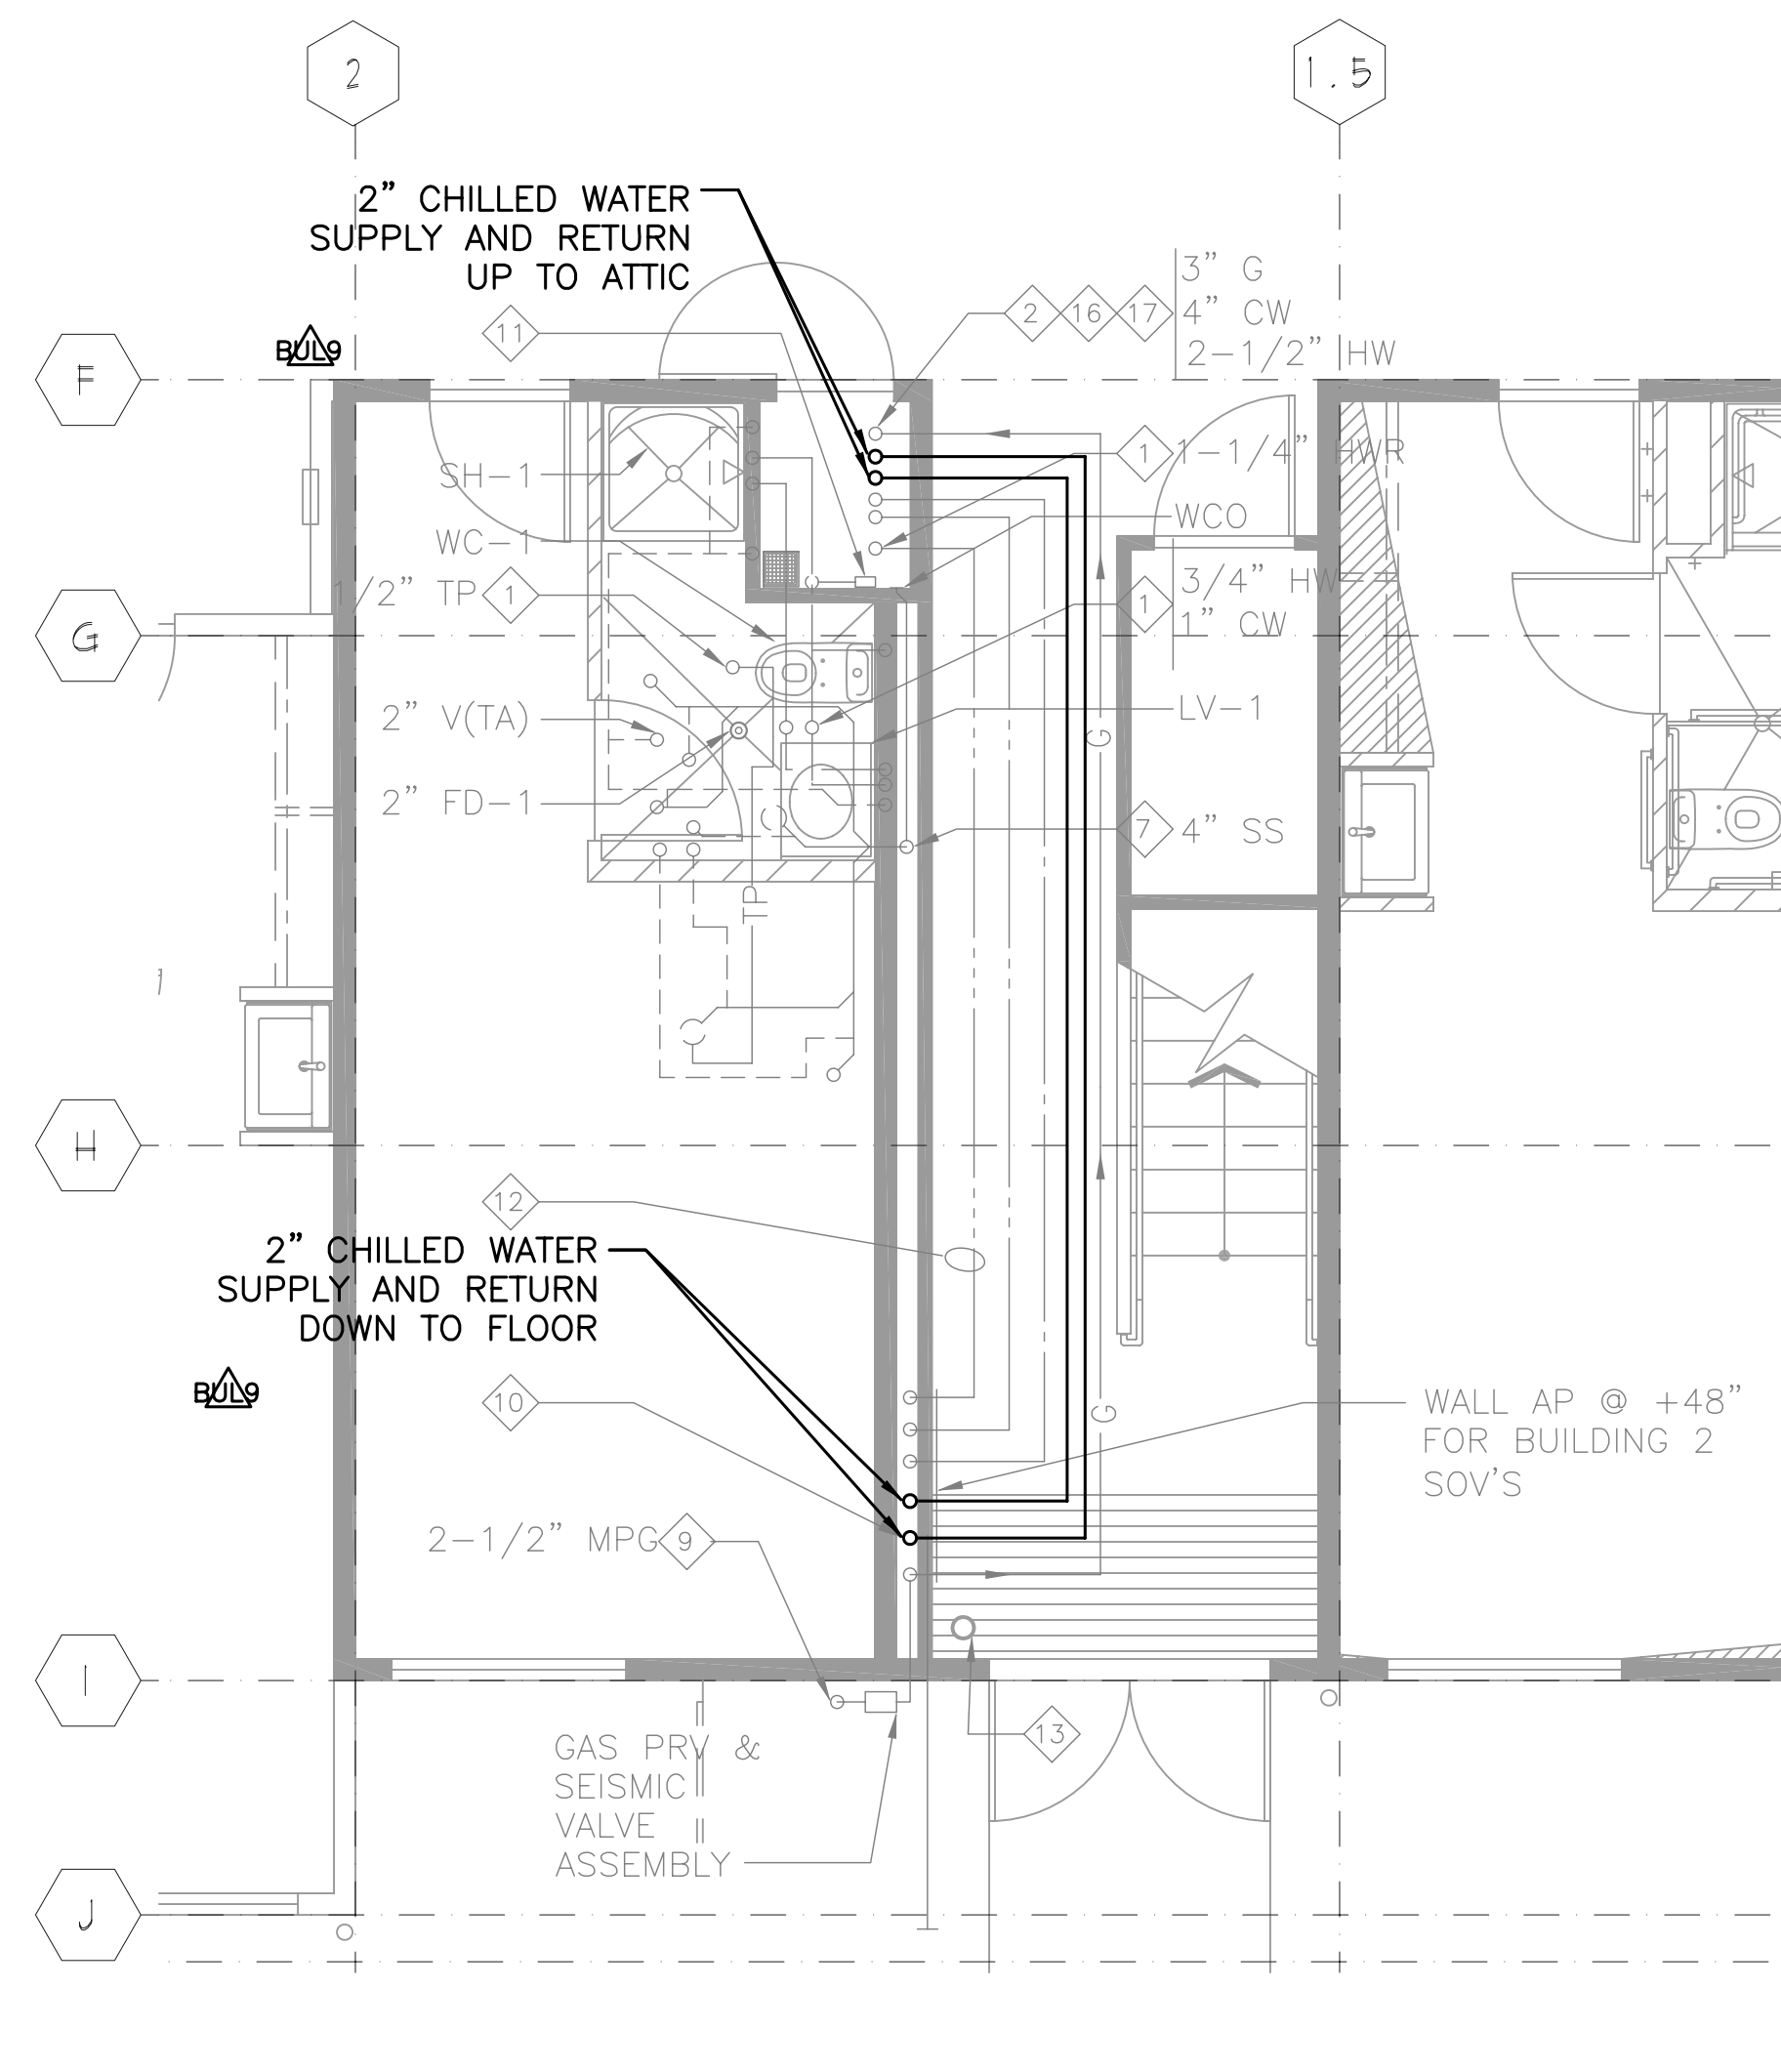 2
1.5
2” CHILLED WATER
SUPPLY AND RETURN
UP TO ATTIC
3” G
4” CW
2-1/2” HW
2
16
17
11
BUL9
F
1
1-1/4” HWR
SH-1
WCO
WC-1
1/2” TP
1
3/4” HW
1” CW
1
G
2” V(TA)
LV-1
G
2” FD-1
7
4” SS
TP
H
12
2” CHILLED WATER
SUPPLY AND RETURN
DOWN TO FLOOR
BUL9
10
G
WALL AP @ +48”
FOR BUILDING 2
SOV'S
2-1/2” MPG
9
I
13
GAS PRV &
SEISMIC
VALVE
ASSEMBLY
J